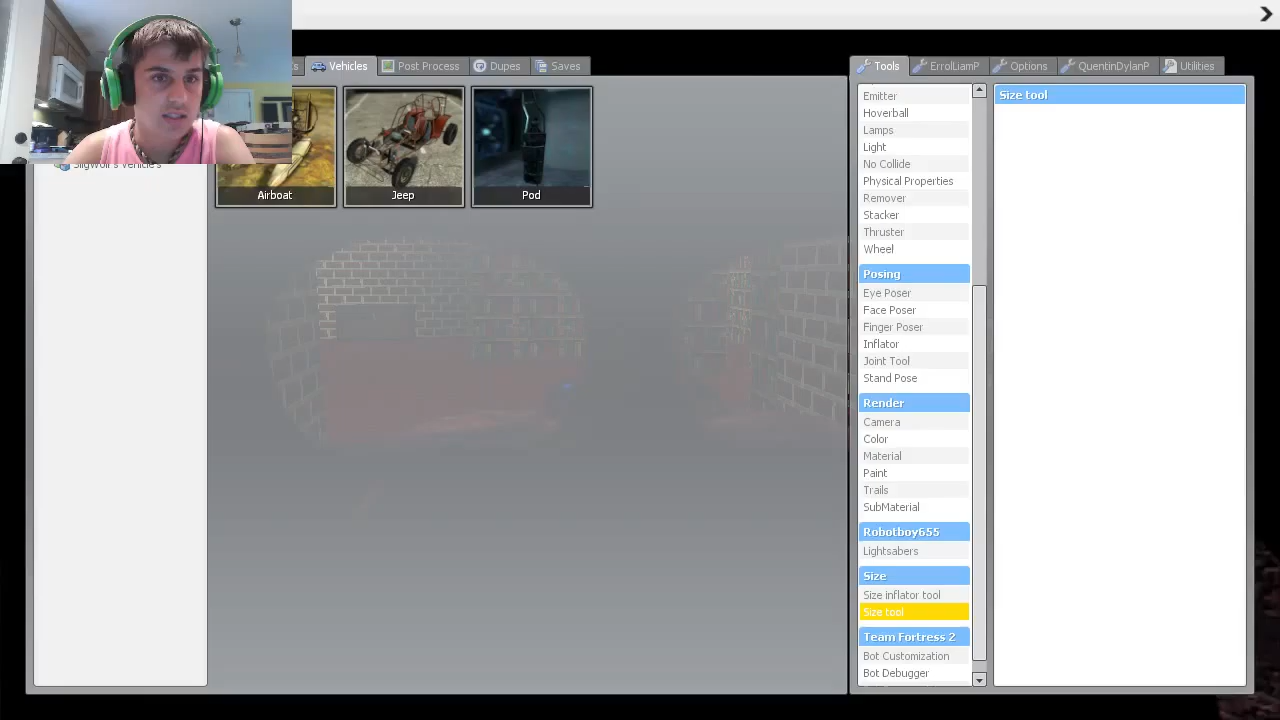 Vehicles Post Process Dupes Saves
Tools ErrolLiamP Options QuentinDylanP Utilities
Airboat Jeep Pod
Emitter
Hoverball
Lamps
Light
No Collide
Physical Properties
Remover
Stacker
Thruster
Wheel
Posing
Eye Poser
Face Poser
Finger Poser
Inflator
Joint Tool
Stand Pose
Render
Camera
Color
Material
Paint
Trails
SubMaterial
Robotboy655
Lightsabers
Size
Size inflator tool
Size tool
Team Fortress 2
Bot Customization
Bot Debugger
Size tool